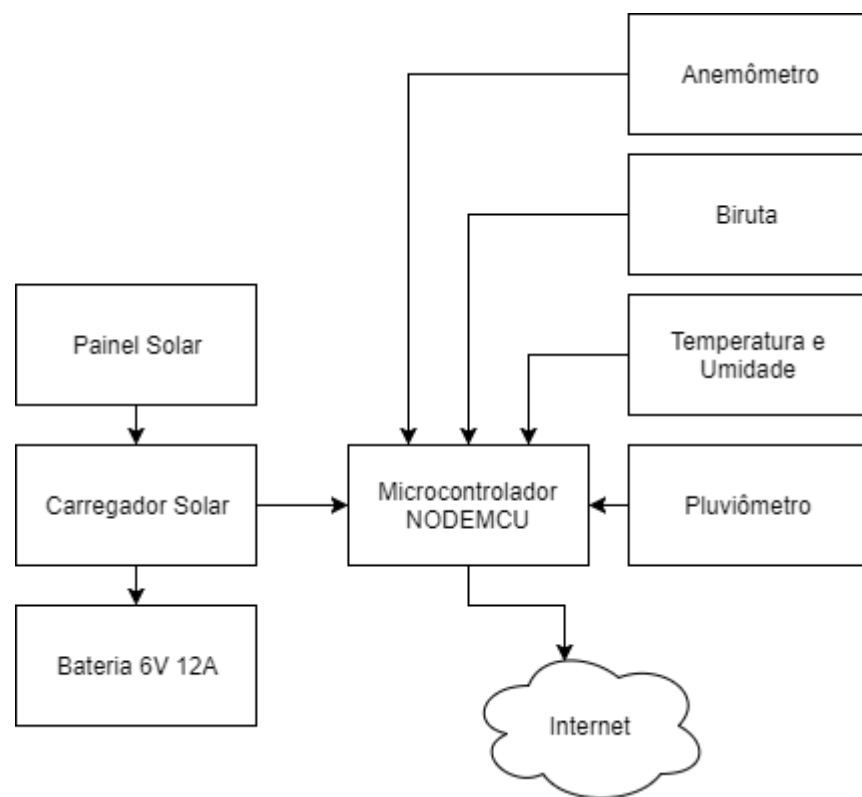 Anemômetro
Biruta
Painel Solar
Temperatura e
Umidade
Carregador Solar
Microcontrolador
NODEMCU
Pluviômetro
Bateria 6V 12A
Internet